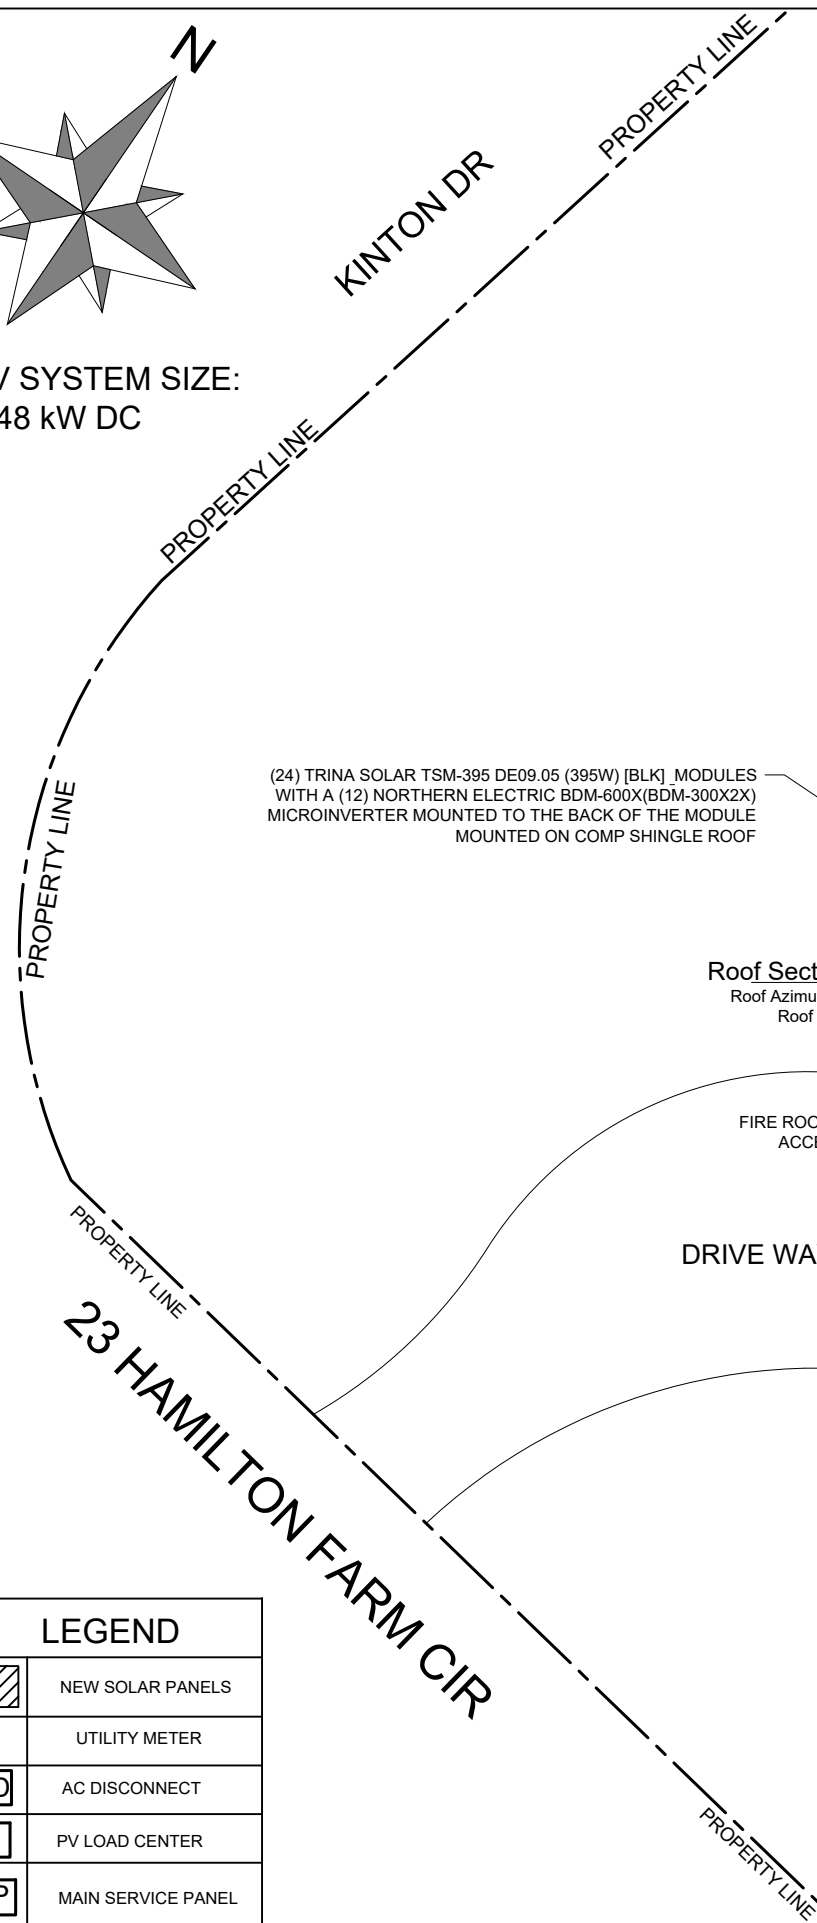 N
PROPERTY LINE
KINTON DR
SYSTEM SIZE:
48 kW DC
PROPERTY LINE
(24) TRINA SOLAR TSM-395 DE09.05 (395W) [BLK] MODULES
WITH A (12) NORTHERN ELECTRIC BDM-600X(BDM-300X2X)
MICROINVERTER MOUNTED TO THE BACK OF THE MODULE
MOUNTED ON COMP SHINGLE ROOF
PROPERTY LINE
Roof Sect
Roof Azimu
Roof
FIRE ROO
ACCE
PROPERTY LINE
DRIVE WA
23 HAMILTON FARM CIR
LEGEND
NEW SOLAR PANELS
UTILITY METER
AC DISCONNECT
PV LOAD CENTER
P MAIN SERVICE PANEL
PROPERTY LINE